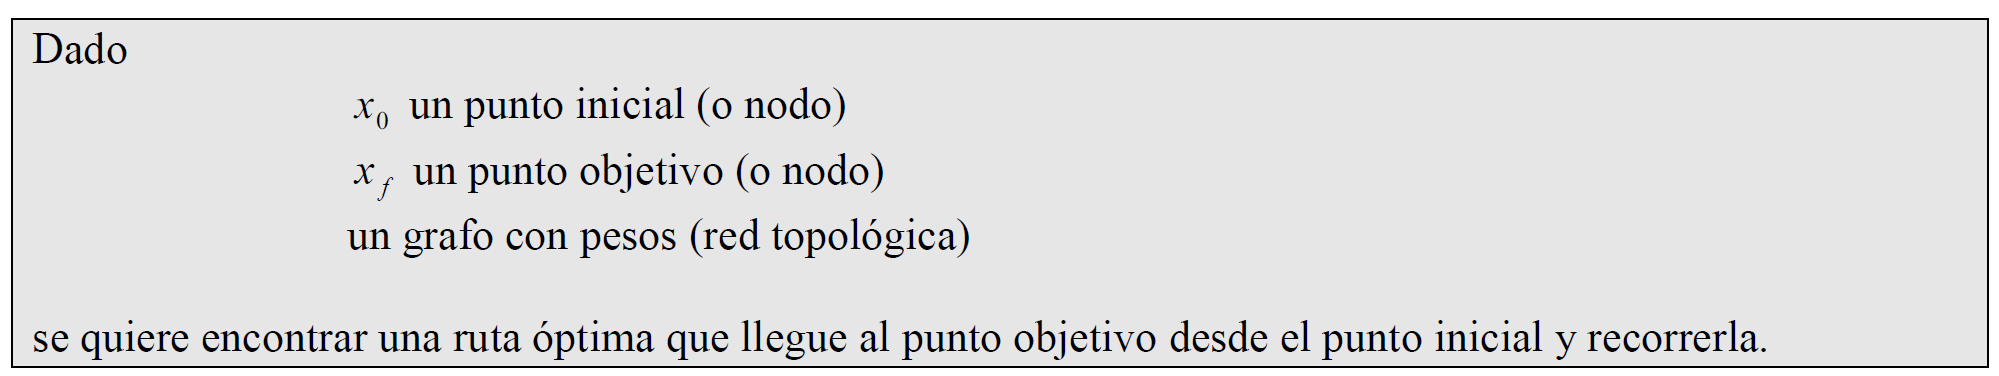 Dado
x₀ un punto inicial (o nodo)
x_f un punto objetivo (o nodo)
un grafo con pesos (red topológica)
se quiere encontrar una ruta óptima que llegue al punto objetivo desde el punto inicial y recorrerla.